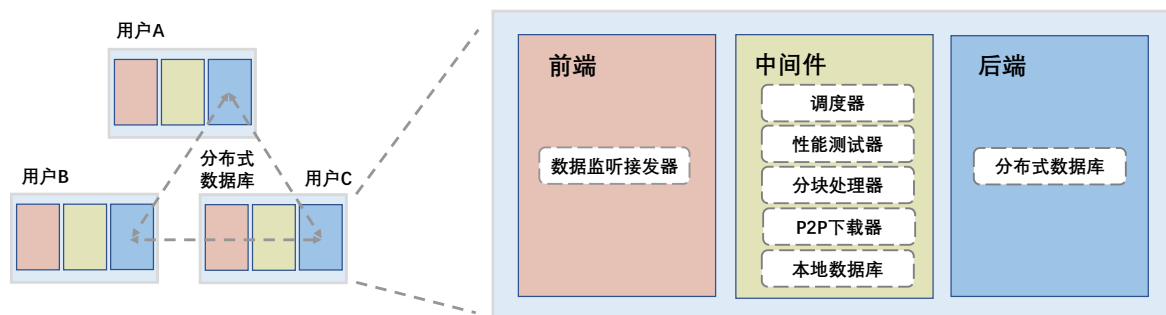 用户A
用户B
分布式
数据库
用户C
前端
数据监听接发器
中间件
调度器
性能测试器
分块处理器
P2P下载器
本地数据库
后端
分布式数据库